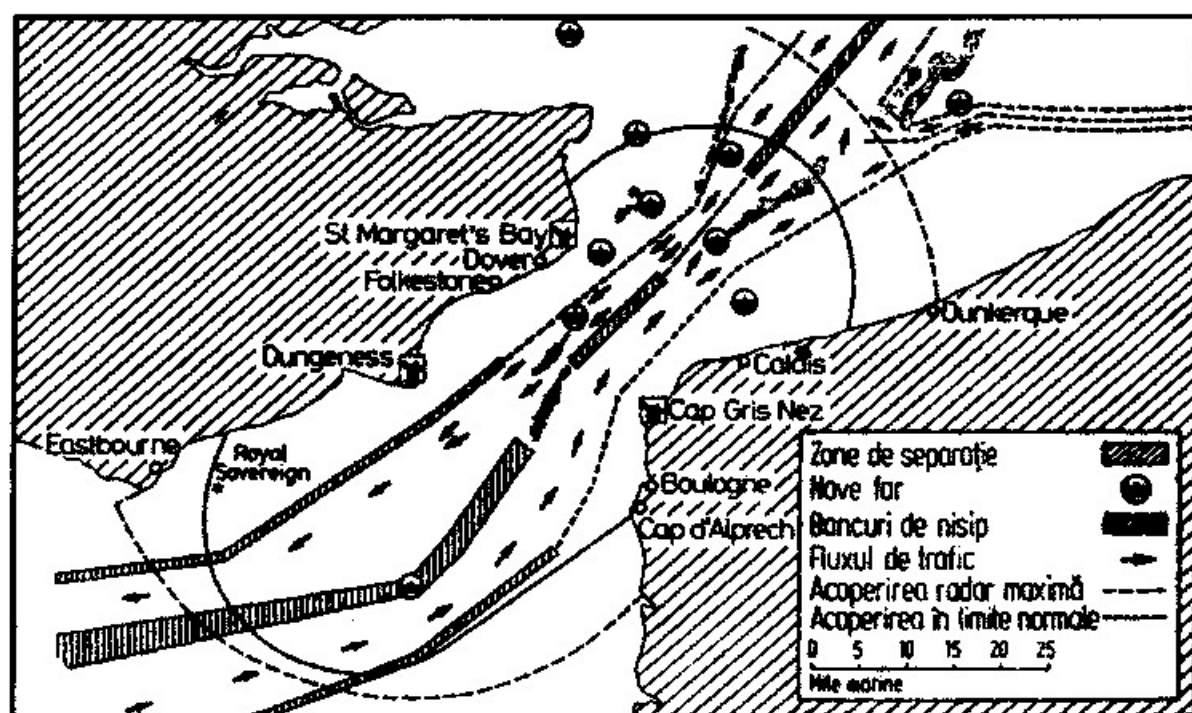 St Margaret's Bay
Dover
Folkestone
Dungeness
Eastbourne
Royal
Sovereign
Dunkerque
Calais
Cap Gris Nez
Boulogne
Cap d'Alprech
Zone de separație
Nave far
Bancuri de nisip
Fluxul de trafic
Acoperirea radar maximă
Acoperirea în limite normale
0 5 10 15 20 25
Mile marine